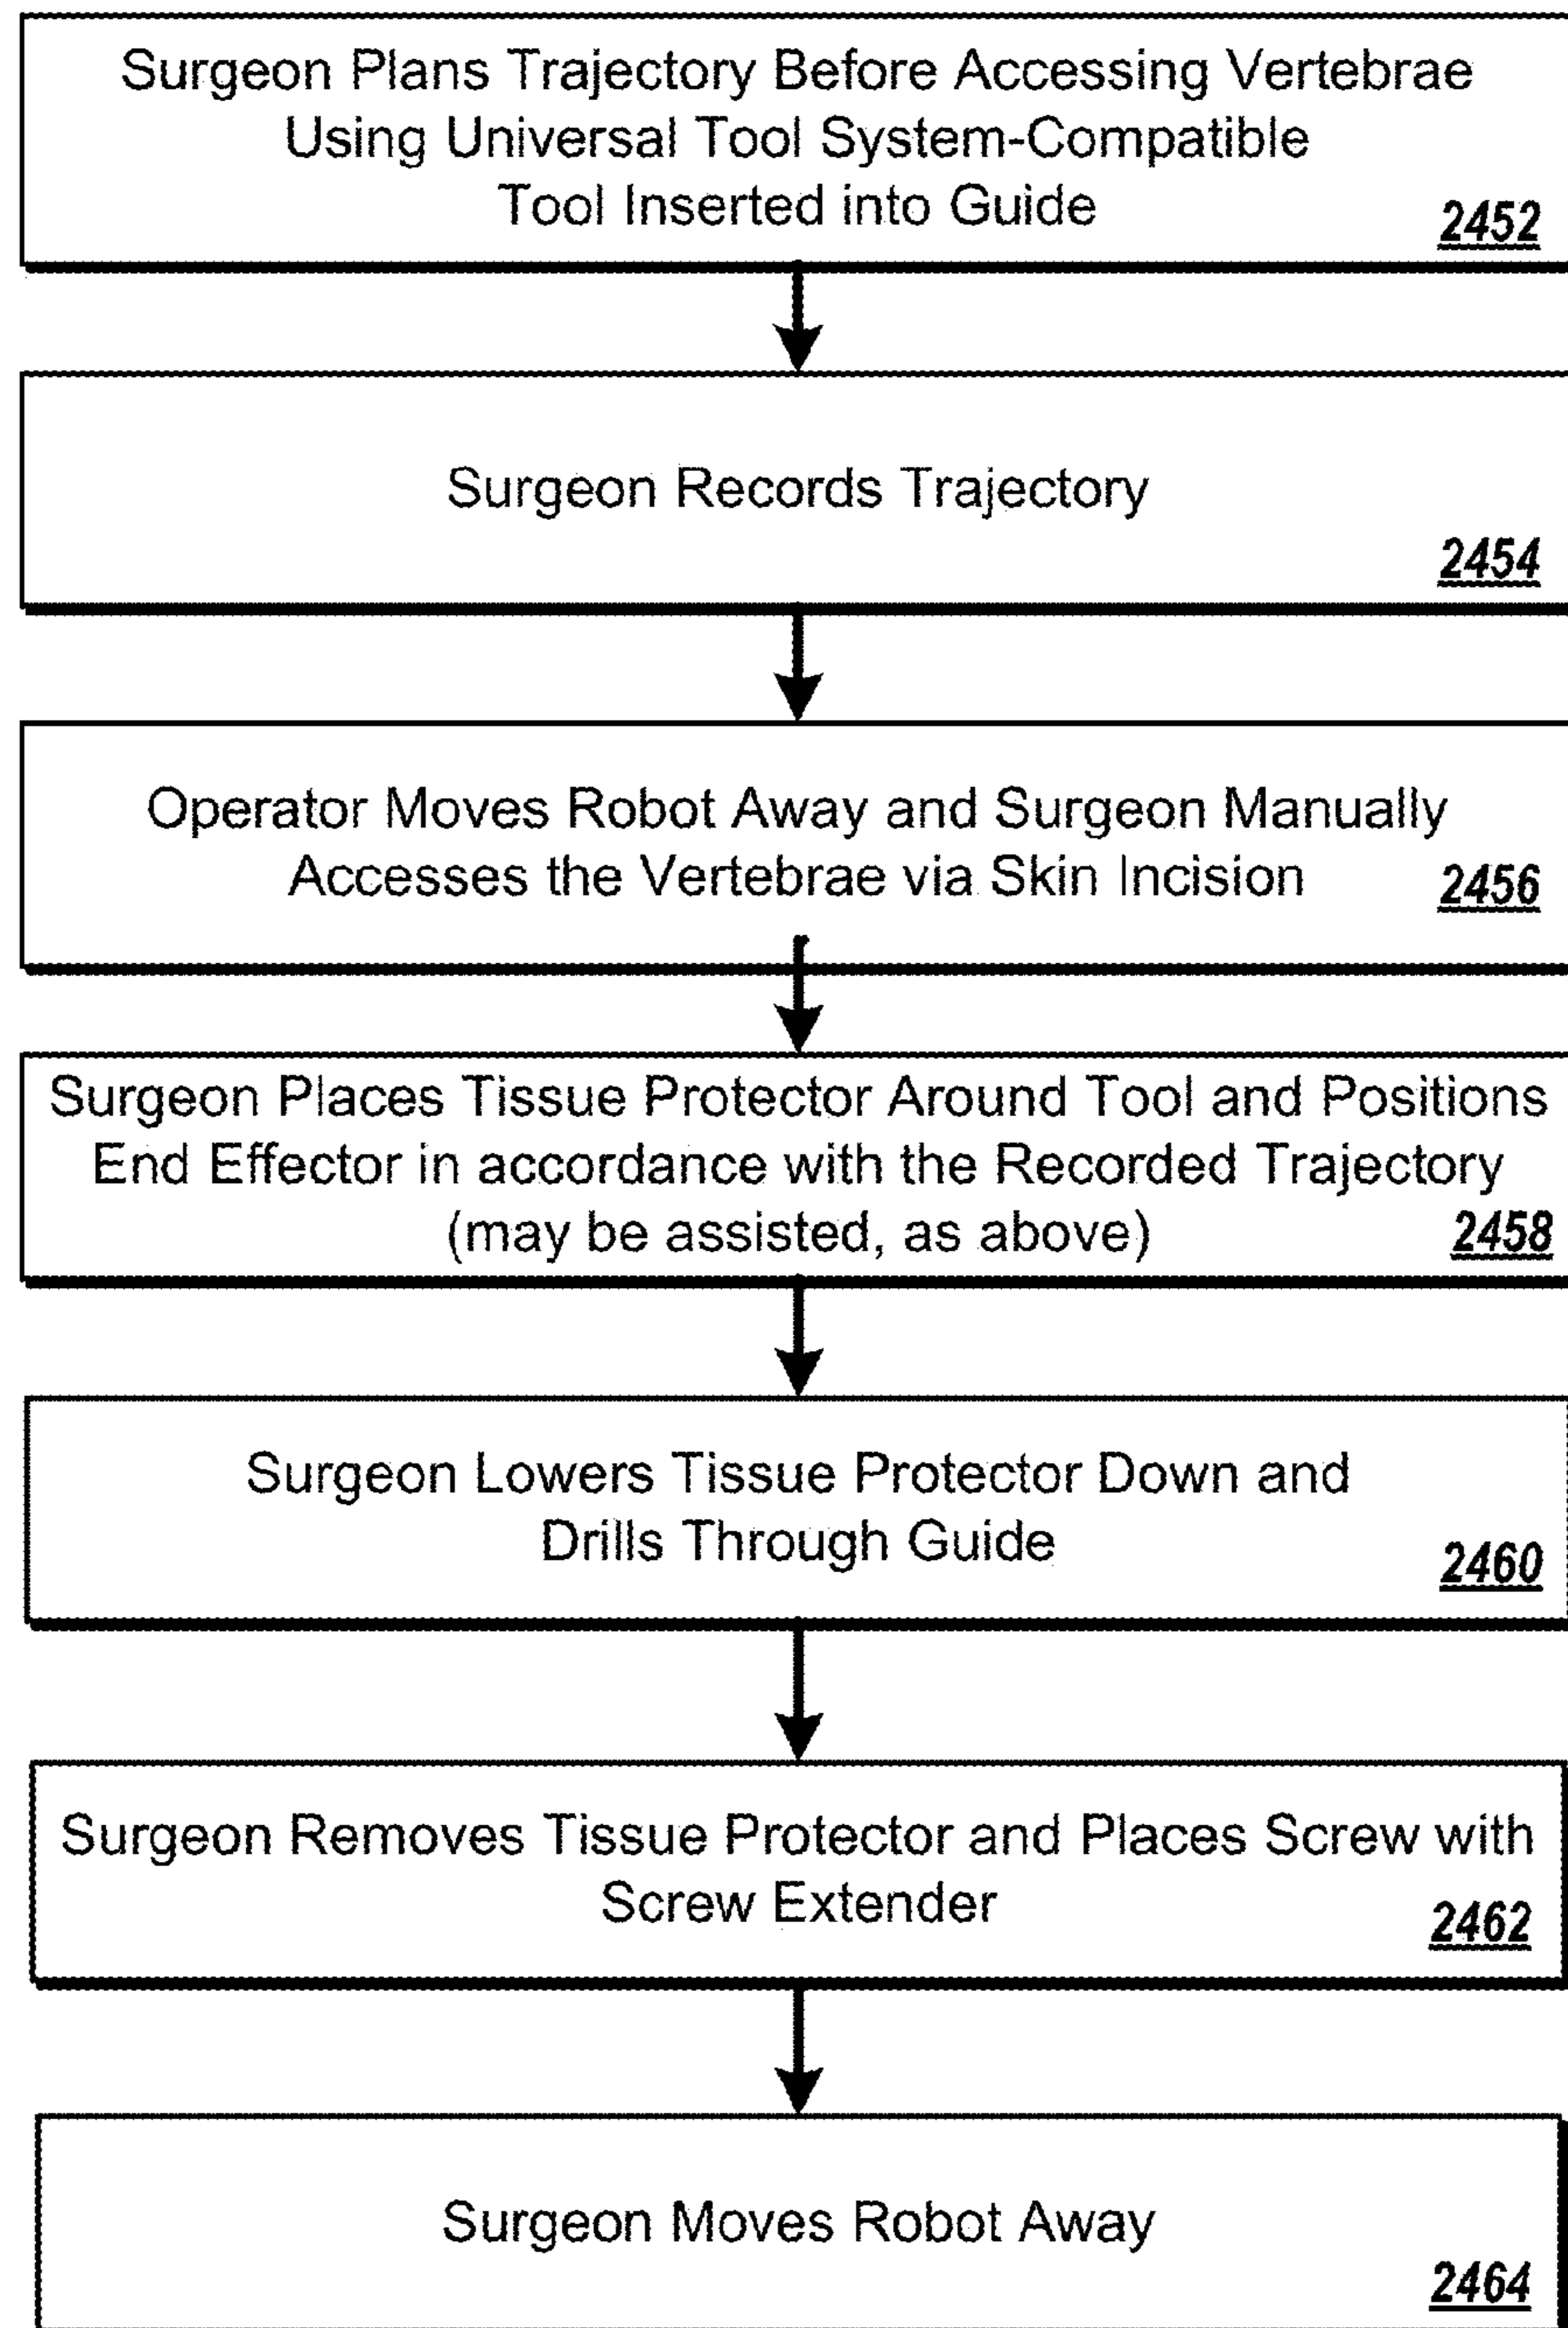 Surgeon Plans Trajectory Before Accessing Vertebrae
Using Universal Tool System-Compatible
Tool Inserted into Guide
2452
Surgeon Records Trajectory
2454
Operator Moves Robot Away and Surgeon Manually
Accesses the Vertebrae via Skin Incision
2456
Surgeon Places Tissue Protector Around Tool and Positions
End Effector in accordance with the Recorded Trajectory
(may be assisted, as above)
2458
Surgeon Lowers Tissue Protector Down and
Drills Through Guide
2460
Surgeon Removes Tissue Protector and Places Screw with
Screw Extender
2462
Surgeon Moves Robot Away
2464